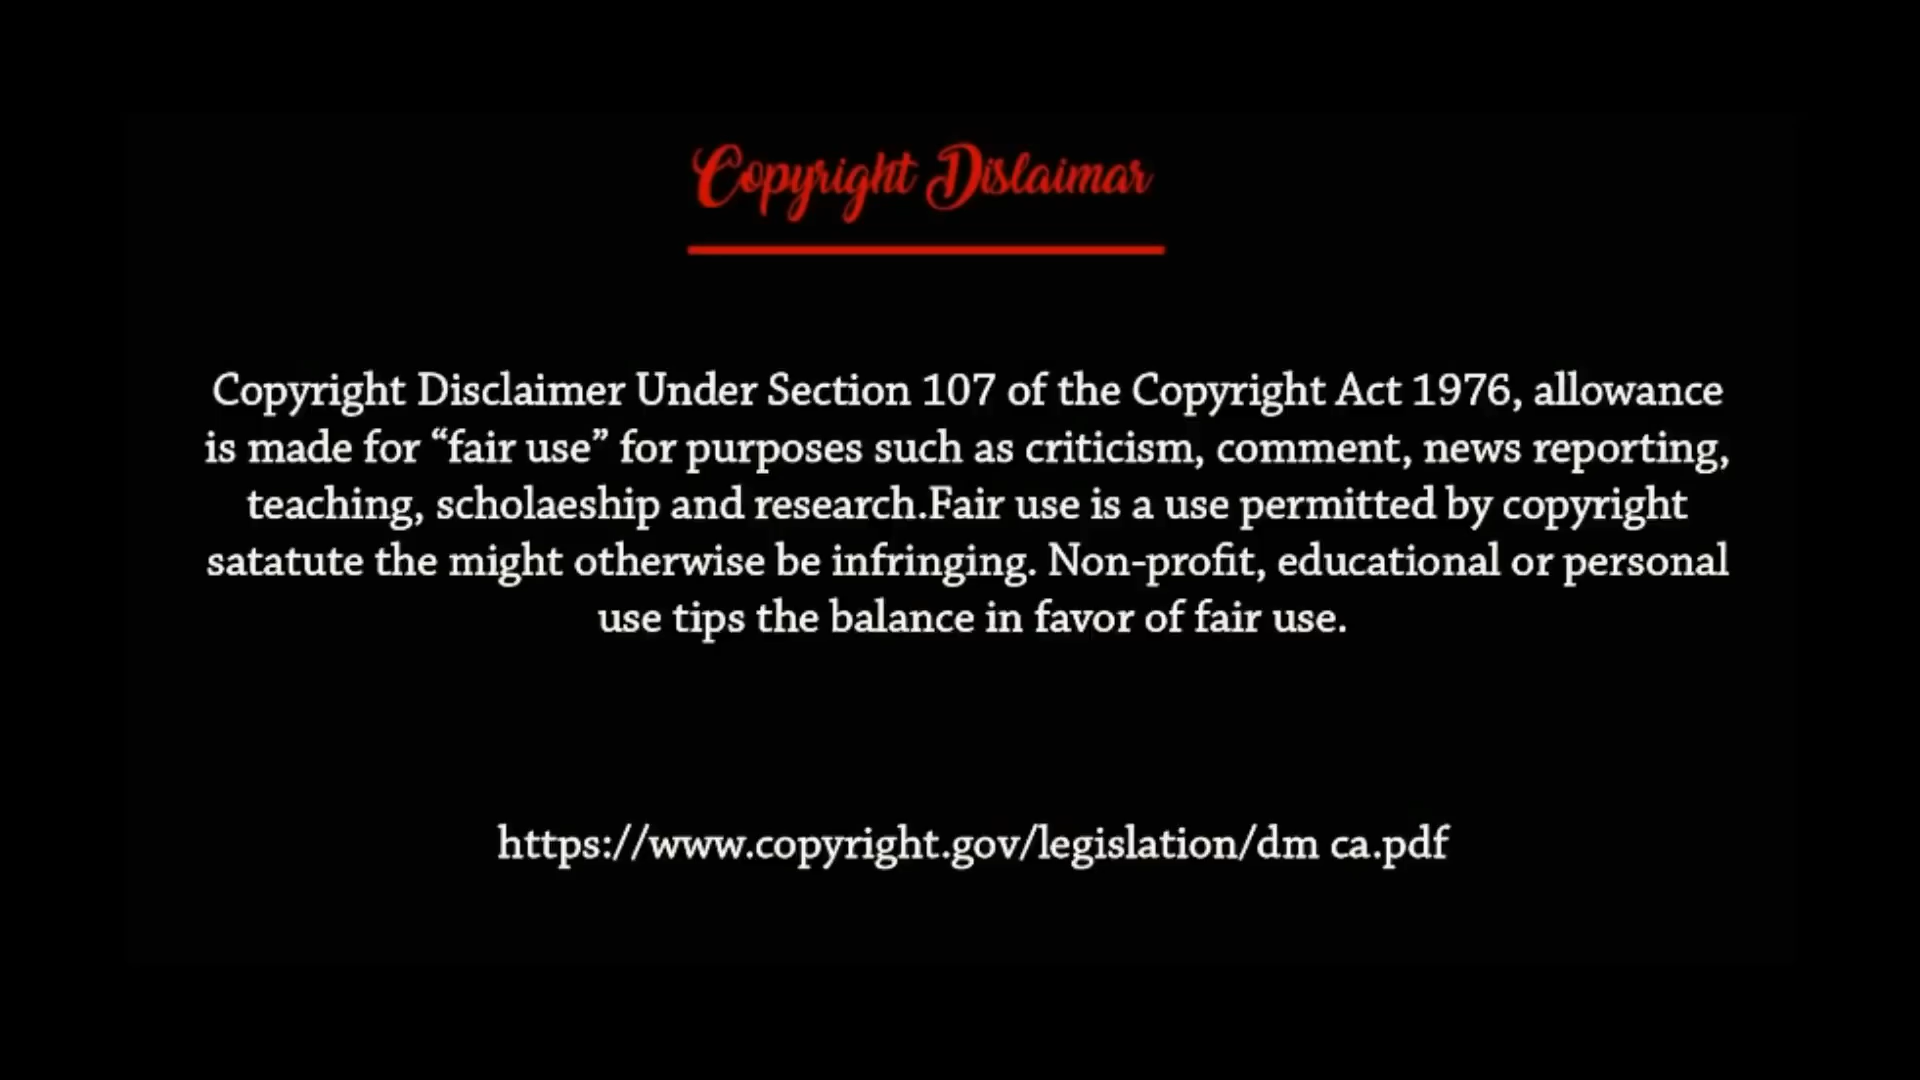 Copyright Dislaimar
Copyright Disclaimer Under Section 107 of the Copyright Act 1976, allowance
is made for “fair use” for purposes such as criticism, comment, news reporting,
teaching, scholaeship and research.Fair use is a use permitted by copyright
satatute the might otherwise be infringing. Non-profit, educational or personal
use tips the balance in favor of fair use.
https://www.copyright.gov/legislation/dm ca.pdf